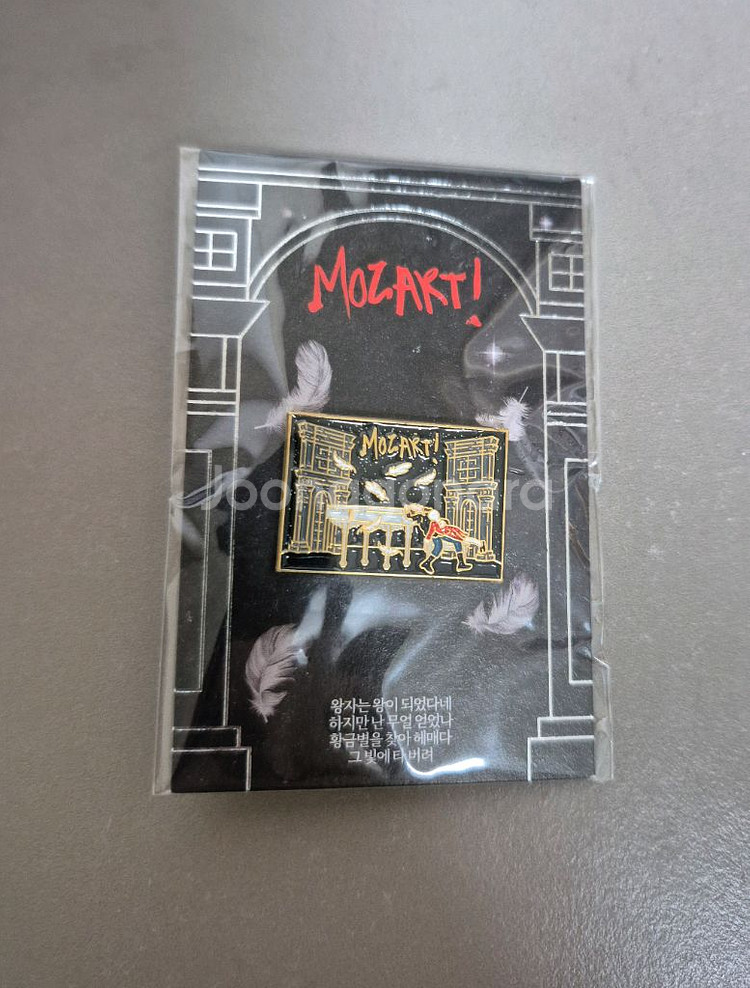 MOZART!
MOZART!
Joongonara
왕자는 왕이 되었다네
하지만 난 무얼 얻었나
황금별을 찾아 헤매다
그 빛에 타 버려